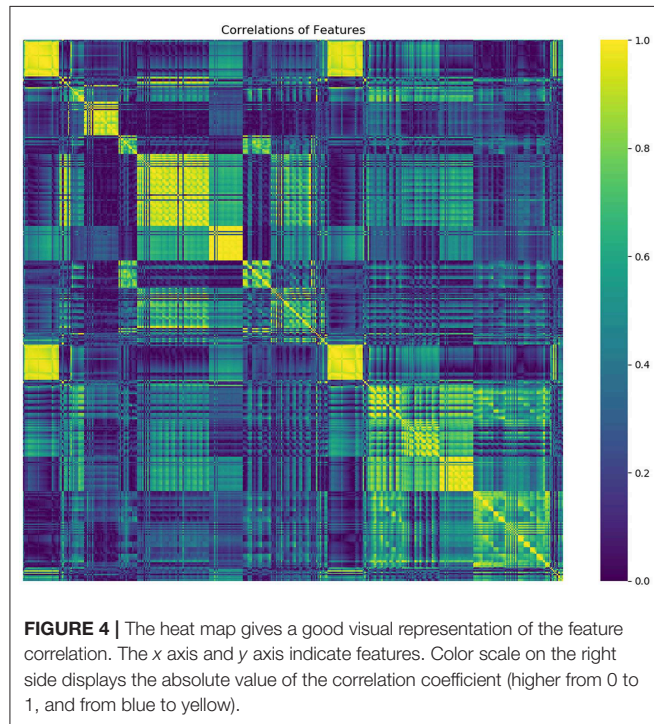 Correlations of Features
1.0
0.8
0.6
0.4
0.2
0.0
FIGURE 4 | The heat map gives a good visual representation of the feature
correlation. The x axis and y axis indicate features. Color scale on the right
side displays the absolute value of the correlation coefficient (higher from 0 to
1, and from blue to yellow).